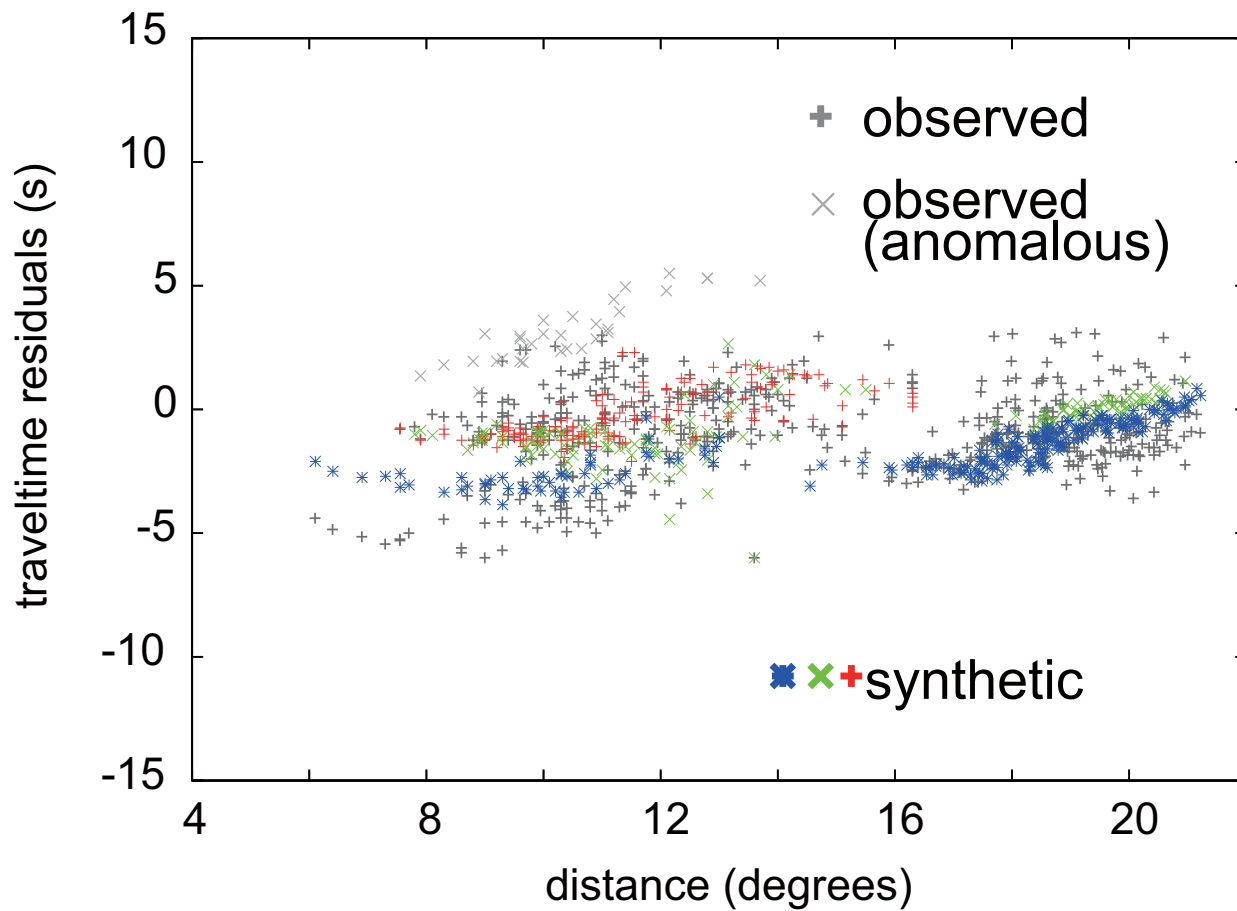 15
10
5
0
-5
-10
-15
4
8
12
16
20
traveltime residuals (s)
distance (degrees)
observed
observed
(anomalous)
synthetic